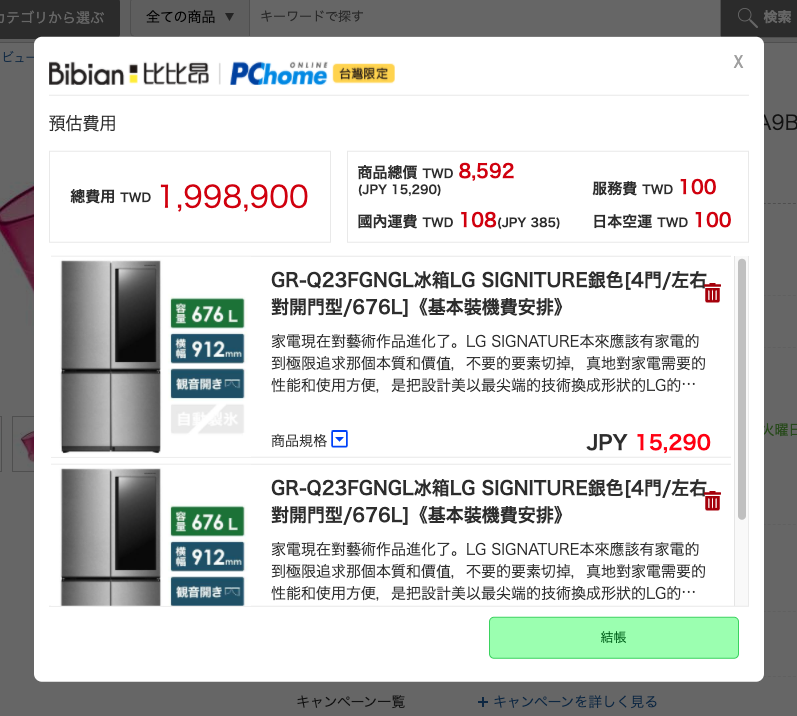 カテゴリから選ぶ
全ての商品 ▼
キーワードで探す
検索
ビュー
X
Bibian 比比昂
PChome ONLINE
台灣限定
A9B
預估費用
總費用 TWD 1,998,900
商品總價 TWD 8,592
(JPY 15,290)
服務費 TWD 100
國內運費 TWD 108(JPY 385)
日本空運 TWD 100
GR-Q23FGNGL冰箱LG SIGNITURE銀色[4門/左右
對開門型/676L]《基本裝機費安排》
容量 676 L
横幅 912mm
観音開き
自動製氷
家電現在對藝術作品進化了。LG SIGNATURE本來應該有家電的
到極限追求那個本質和價值，不要的要素切掉，真地對家電需要的
性能和使用方便，是把設計美以最尖端的技術換成形狀的LG的…
商品規格
JPY 15,290
火曜日
GR-Q23FGNGL冰箱LG SIGNITURE銀色[4門/左右
對開門型/676L]《基本裝機費安排》
容量 676 L
横幅 912mm
観音開き
家電現在對藝術作品進化了。LG SIGNATURE本來應該有家電的
到極限追求那個本質和價值，不要的要素切掉，真地對家電需要的
性能和使用方便，是把設計美以最尖端的技術換成形狀的LG的…
結帳
キャンペーン一覧
+ キャンペーンを詳しく見る